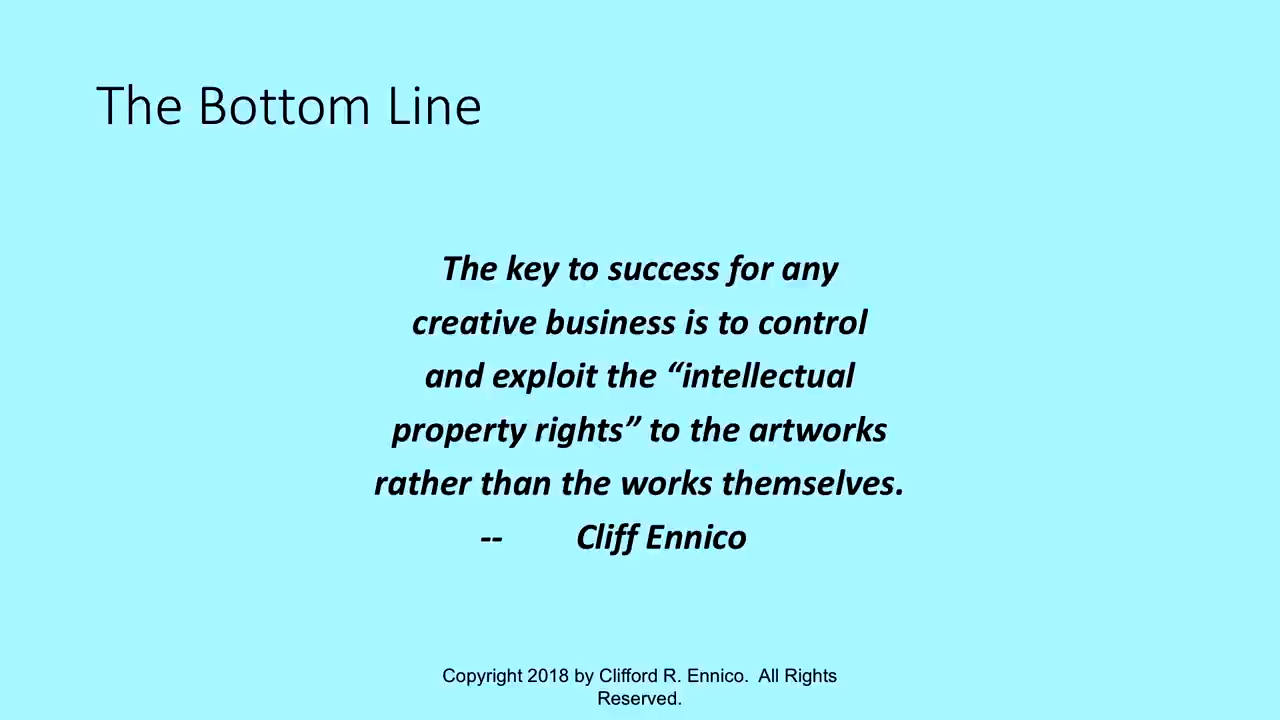 The Bottom Line
The key to success for any
creative business is to control
and exploit the “intellectual
property rights” to the artworks
rather than the works themselves.
-- Cliff Ennico
Copyright 2018 by Clifford R. Ennico.  All Rights
Reserved.